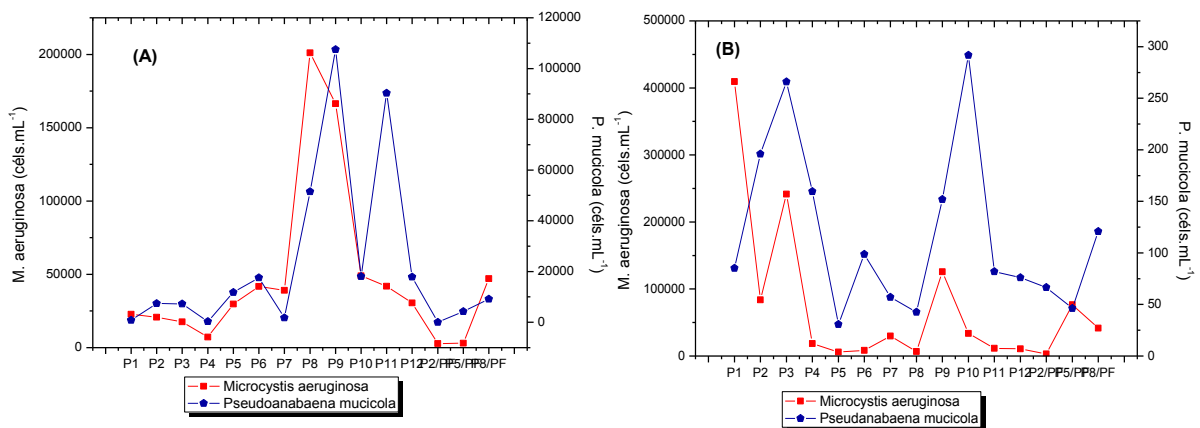 (A)
M. aeruginosa (céls.mL-1)
200000
150000
100000
50000
0
120000
100000
80000
60000
40000
20000
0
P. mucicola (céls.mL-1)
P1 P2 P3 P4 P5 P6 P7 P8 P9 P10 P11 P12 P2/PF P5/PF P8/PF
Microcystis aeruginosa
Pseudoanabaena mucicola
(B)
M. aeruginosa (céls.mL-1)
500000
400000
300000
200000
100000
0
300
250
200
150
100
50
0
P. mucicola (céls.mL-1)
P1 P2 P3 P4 P5 P6 P7 P8 P9 P10 P11 P12 P2/PF P5/PF P8/PF
Microcystis aeruginosa
Pseudanabaena mucicola